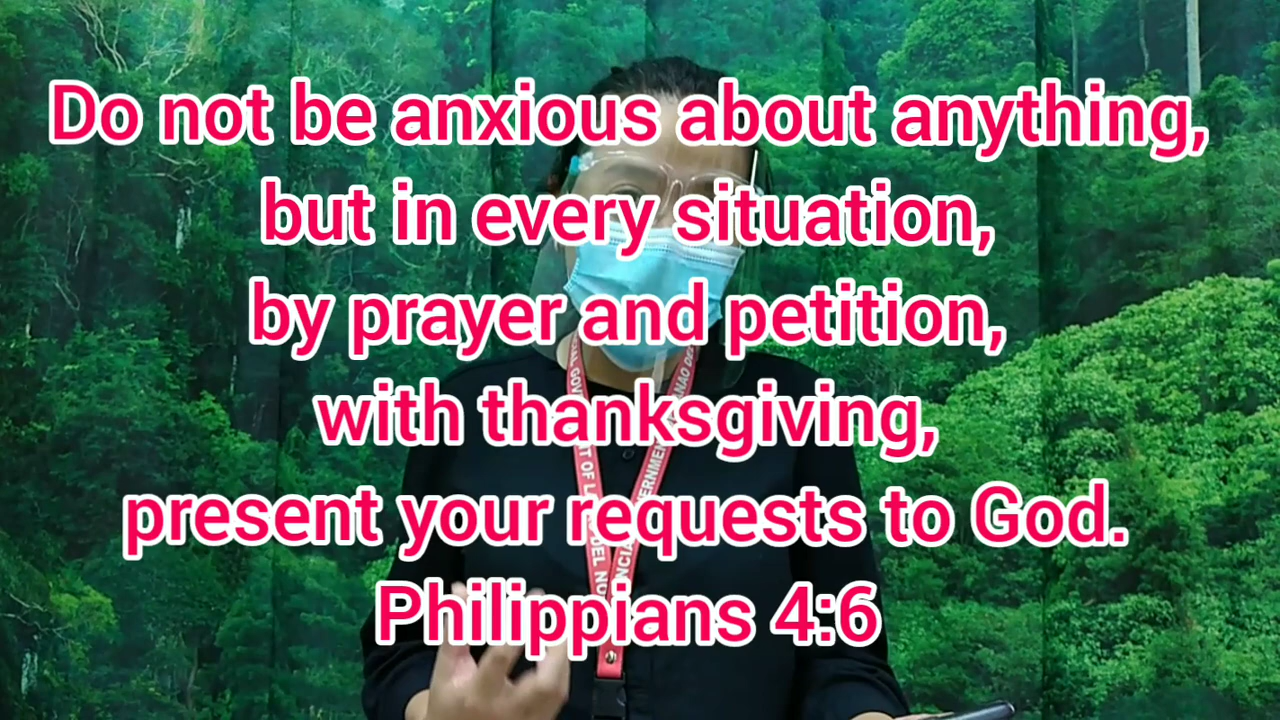 Do not be anxious about anything,
but in every situation,
by prayer and petition,
with thanksgiving,
present your requests to God.
Philippians 4:6